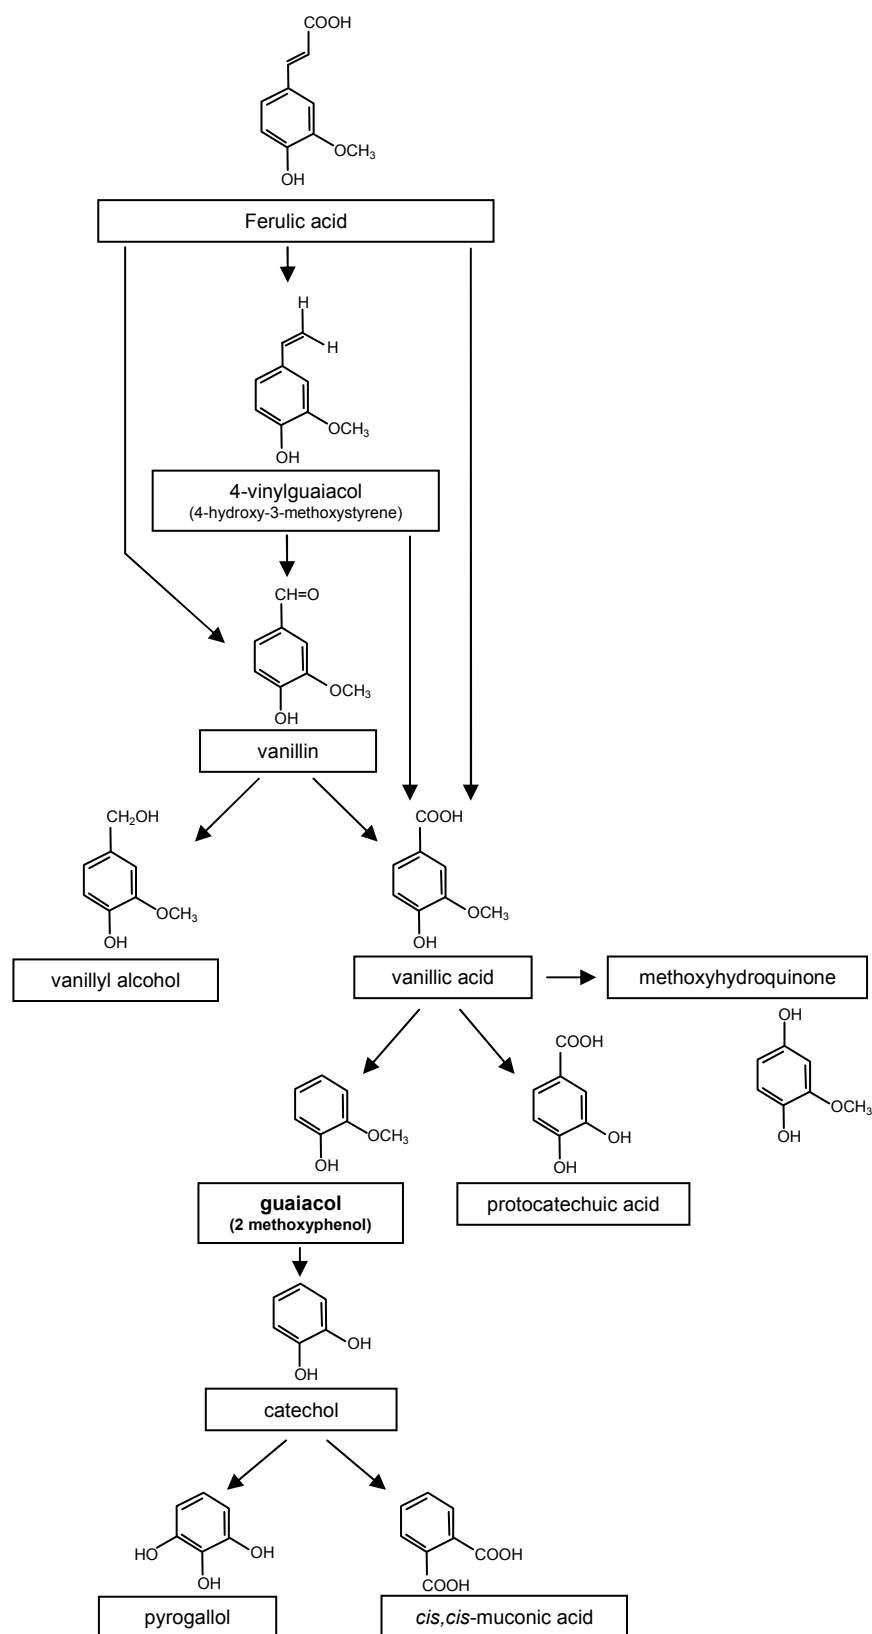 COOH
OCH₃
OH
Ferulic acid
H
H
OCH₃
OH
4-vinylguaiacol
(4-hydroxy-3-methoxystyrene)
CH=O
OCH₃
OH
vanillin
CH₂OH
OCH₃
OH
vanillyl alcohol
COOH
OCH₃
OH
vanillic acid
methoxyhydroquinone
OH
OCH₃
OH
OCH₃
OH
guaiacol
(2 methoxyphenol)
COOH
OH
OH
protocatechuic acid
OH
OH
catechol
HO
OH
OH
pyrogallol
COOH
COOH
cis,cis-muconic acid